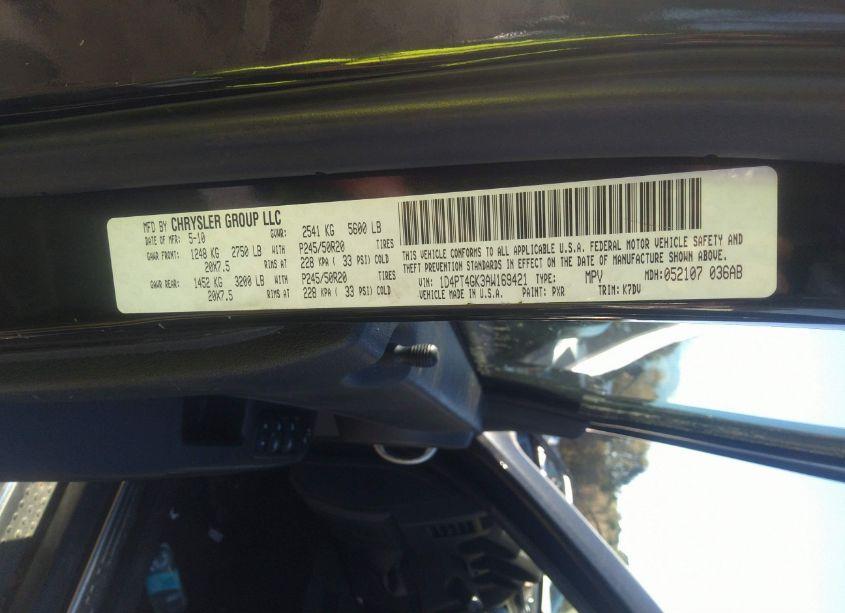 MFD BY CHRYSLER GROUP LLC
DATE OF MFR: 5-10 GVWR: 2541 KG 5600 LB
GAWR FRONT: 1248 KG 2750 LB WITH P245/50R20 TIRES
20X7.5 RIMS AT 228 KPA ( 33 PSI) COLD
GAWR REAR: 1452 KG 3200 LB WITH P245/50R20 TIRES
20X7.5 RIMS AT 228 KPA ( 33 PSI) COLD
THIS VEHICLE CONFORMS TO ALL APPLICABLE U.S.A. FEDERAL MOTOR VEHICLE SAFETY AND
THEFT PREVENTION STANDARDS IN EFFECT ON THE DATE OF MANUFACTURE SHOWN ABOVE.
VIN: 1D4PT4GK3AW169421 TYPE: MPV MDH: 052107 036AB
VEHICLE MADE IN U.S.A. PAINT: PXR TRIM: K7DV